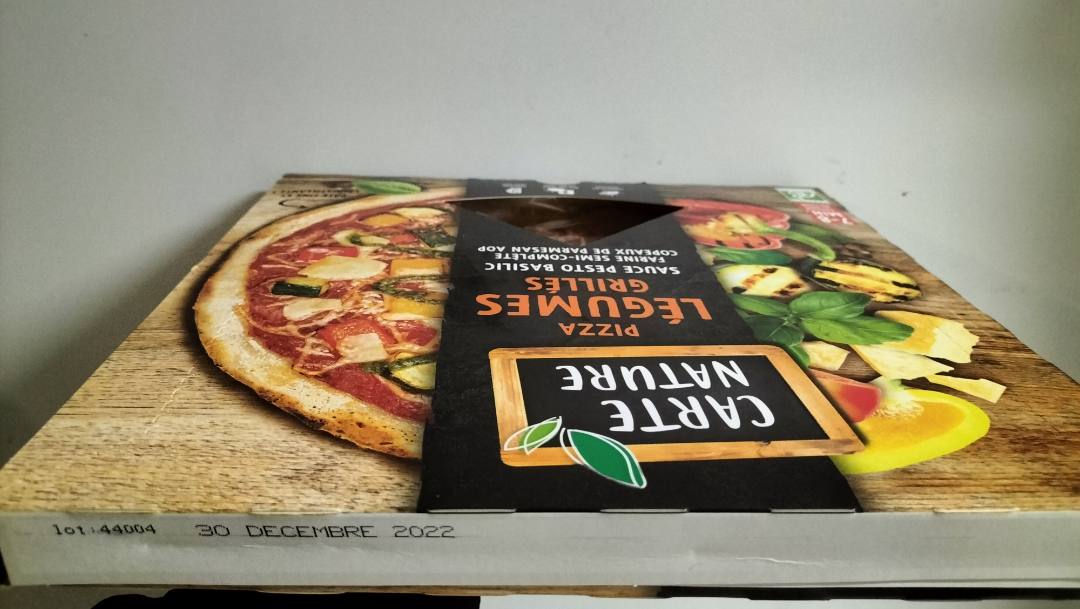 CARTE
NATURE
PIZZA
LÉGUMES
GRILLÉS
SAUCE PESTO BASILIC
FARINE SEMI-COMPLÈTE
COPEAUX DE PARMESAN AOP
lot:44004 30 DECEMBRE 2022